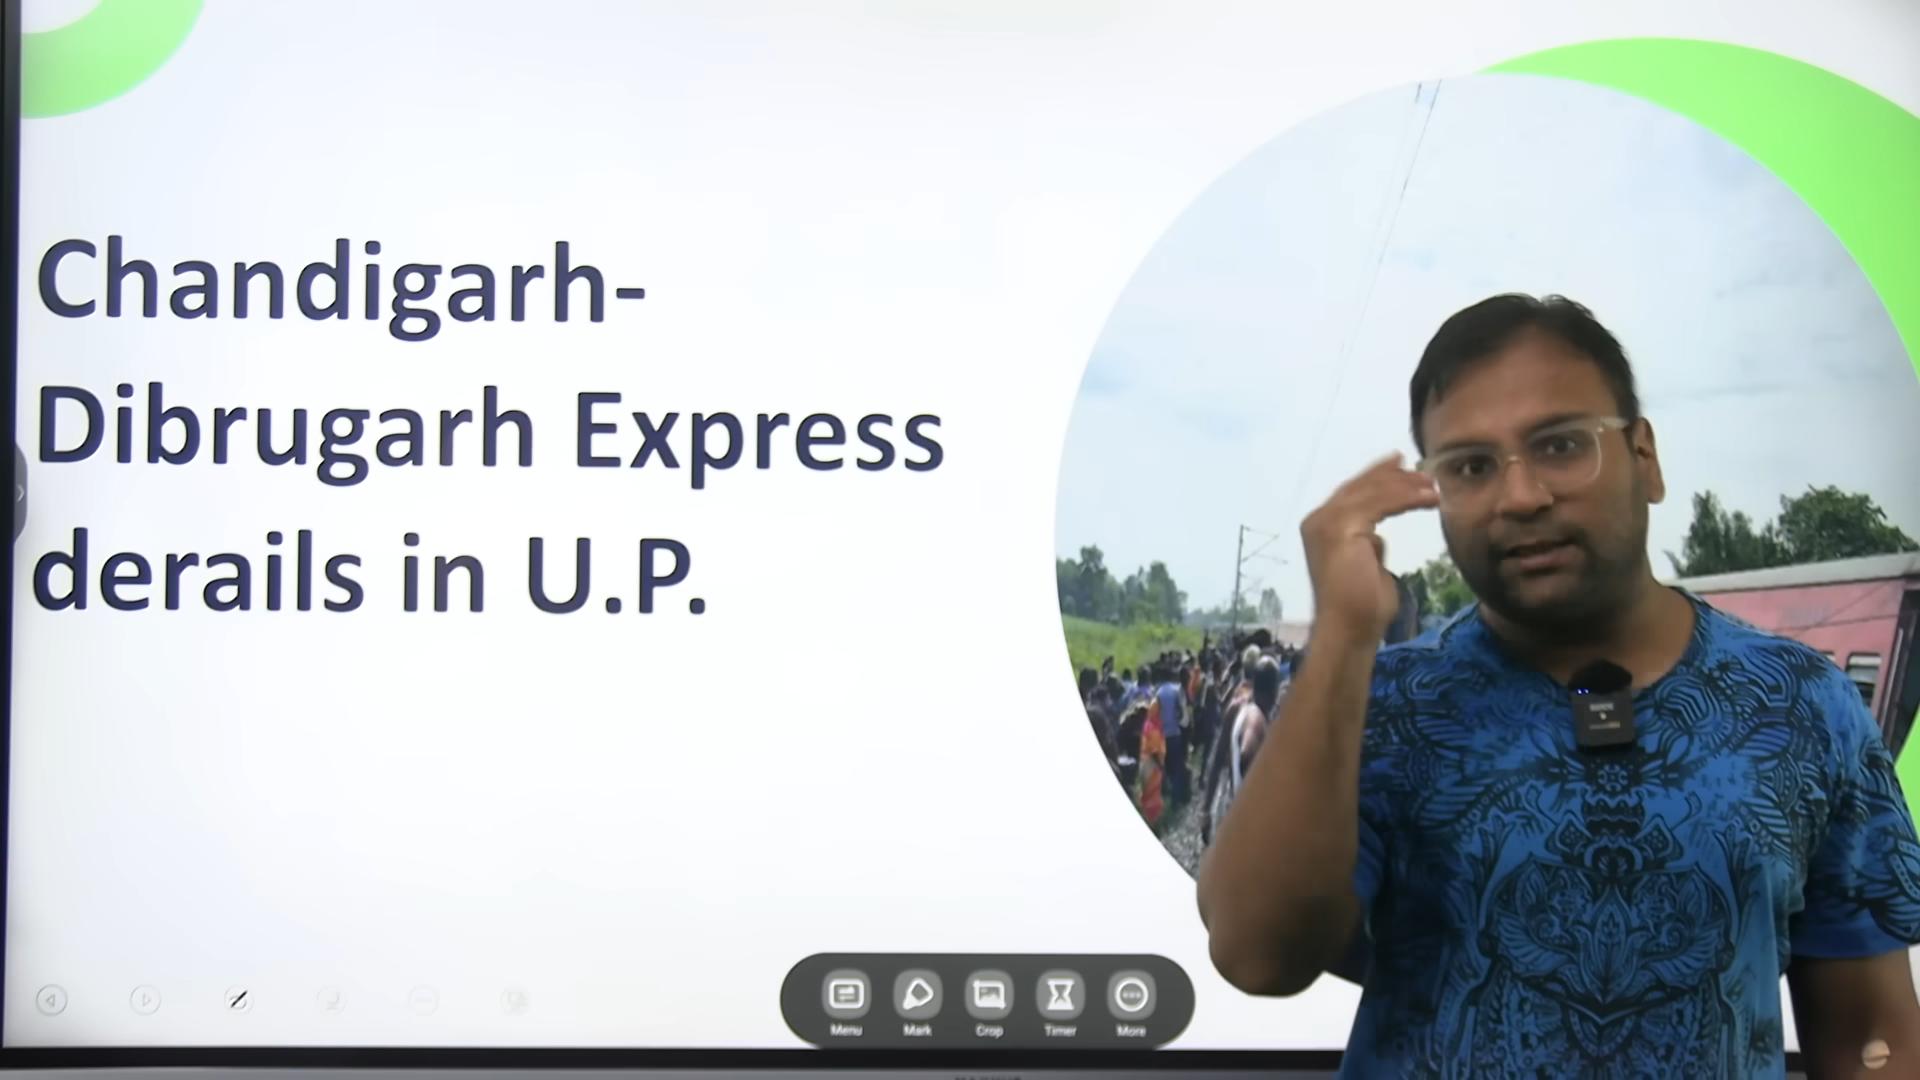 Chandigarh-
Dibrugarh Express
derails in U.P.
Menu
Mark
Crop
Timer
More